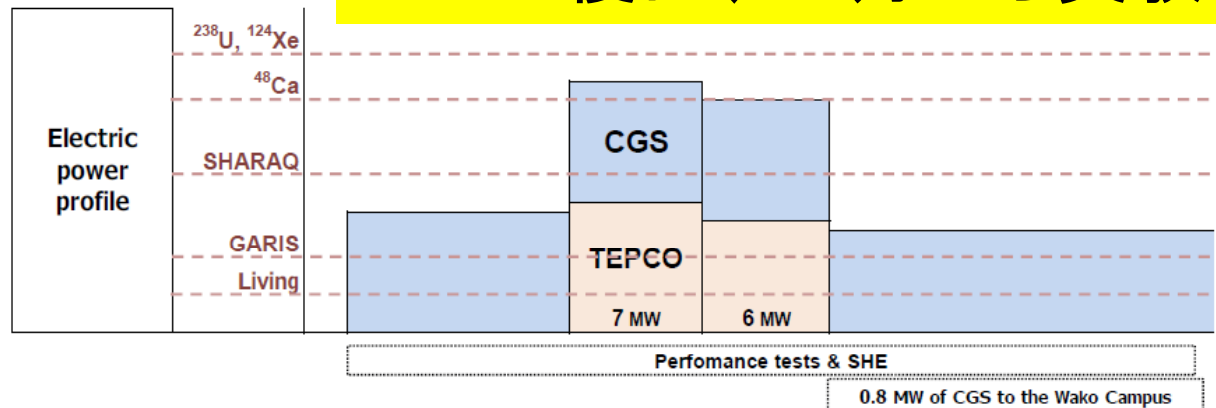 238U, 124Xe
48Ca
Electric
power
profile
CGS
SHARAQ
GARIS
TEPCO
Living
7 MW
6 MW
Perfomance tests & SHE
0.8 MW of CGS to the Wako Campus